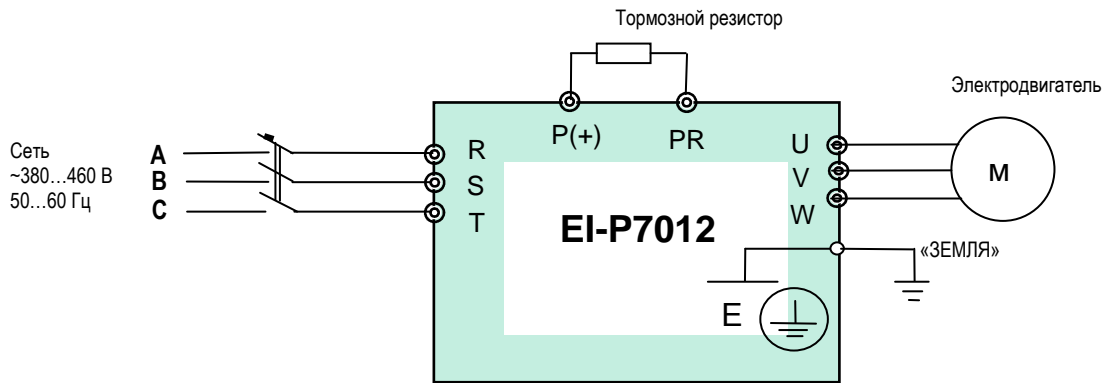 Тормозной резистор
Электродвигатель
P(+)
PR
Сеть
~380...460 В
50...60 Гц
A
B
C
R
S
T
U
V
W
M
EI-P7012
«ЗЕМЛЯ»
E